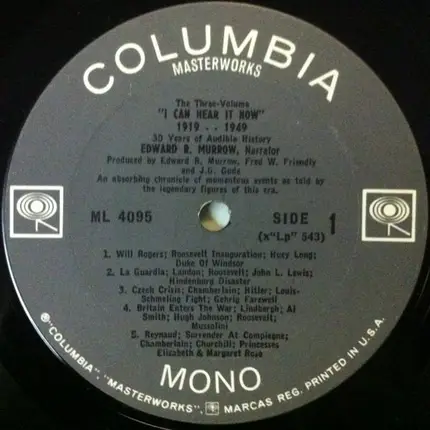 COLUMBIA
MASTERWORKS
The Three-Volume
"I CAN HEAR IT NOW"
1919 . . 1949
30 Years of Audible History
EDWARD R. MURROW, Narrator
Produced by Edward R. Murrow, Fred W. Friendly
and J.G. Gude
An absorbing chronicle of momentous events as told by
the legendary figures of this era.
ML 4095
SIDE 1
(x"Lp" 543)
1. Will Rogers; Roosevelt Inauguration; Huey Long;
Duke Of Windsor
2. La Guardia; Landon; Roosevelt; John L. Lewis;
Hindenburg Disaster
3. Czech Crisis; Chamberlain; Hitler; Louis-
Schmeling Fight; Gehrig Farewell
4. Britain Enters The War; Lindbergh; Al
Smith; Hugh Johnson; Roosevelt;
Mussolini
5. Reynaud; Surrender At Compiegne;
Chamberlain; Churchill; Princesses
Elizabeth & Margaret Rose
MONO
℗"COLUMBIA", "MASTERWORKS", MARCAS REG. PRINTED IN U.S.A.